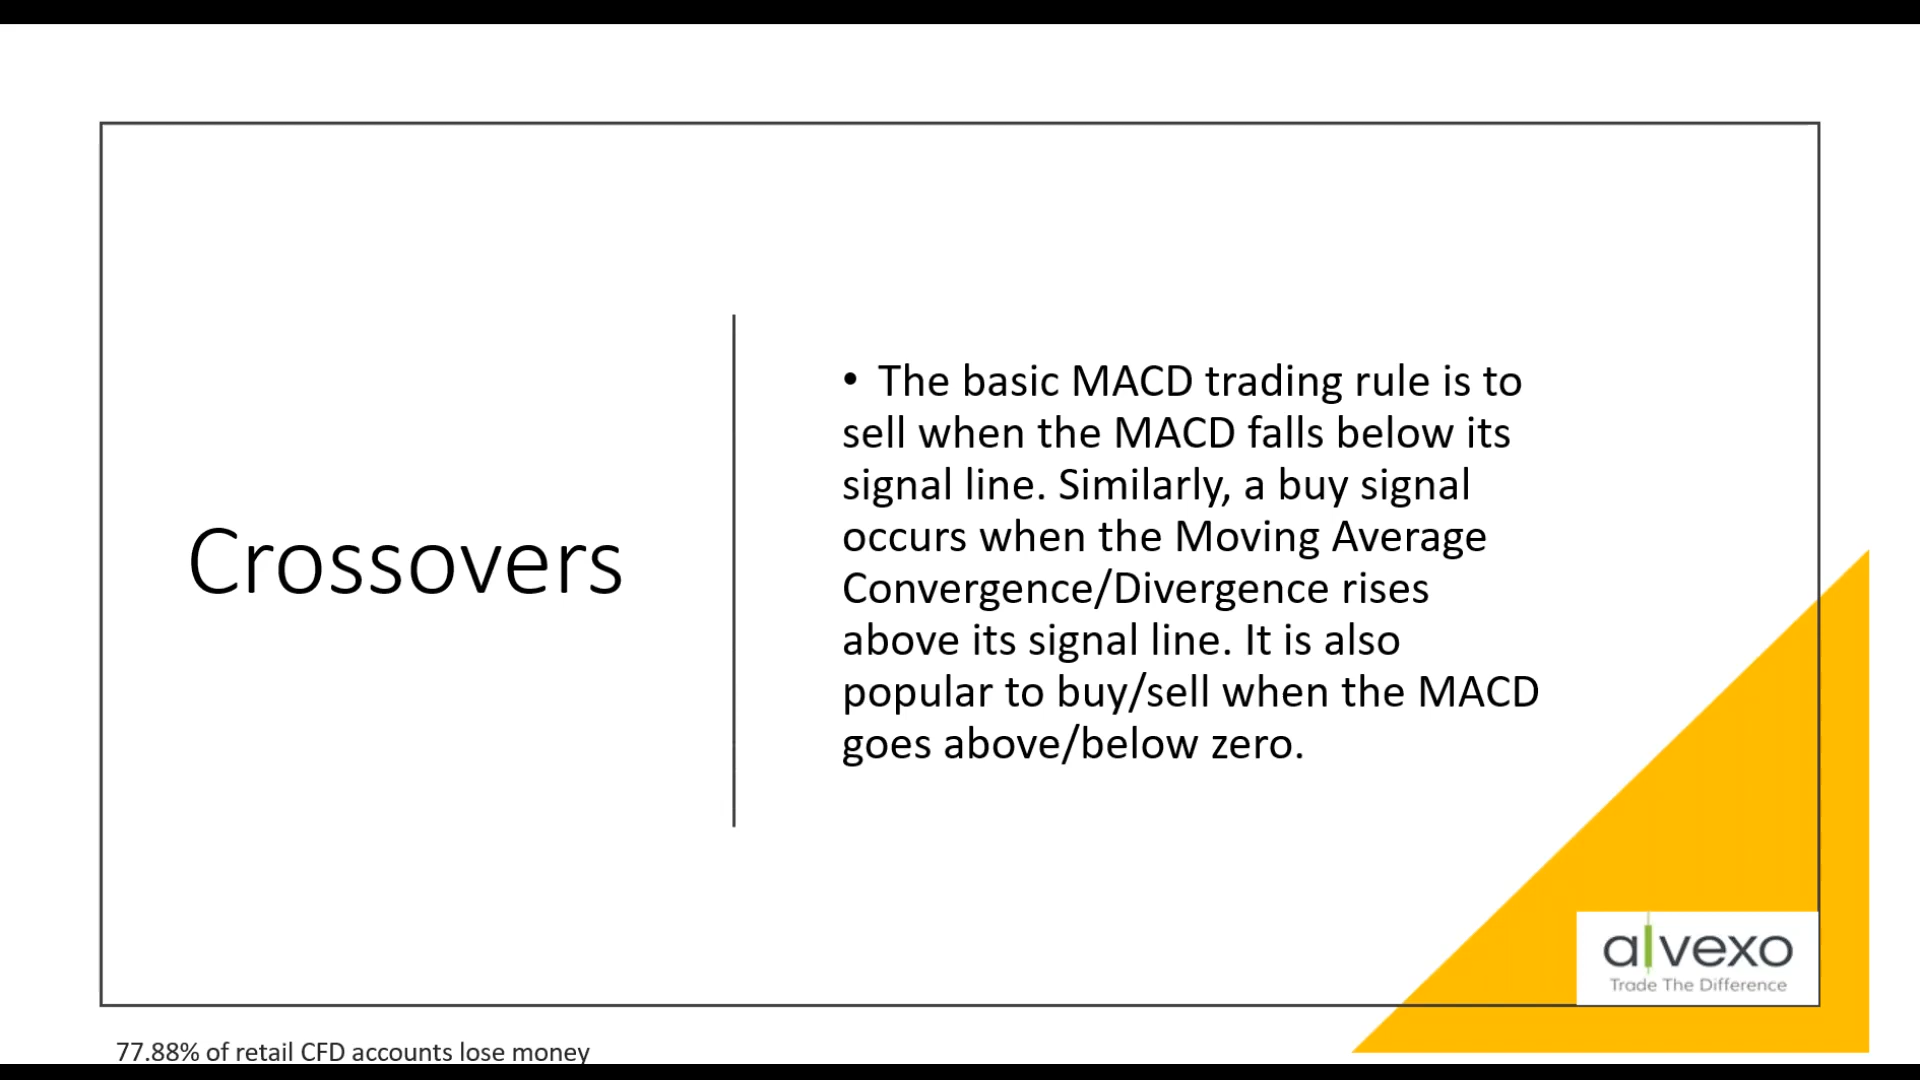 Crossovers
• The basic MACD trading rule is to
sell when the MACD falls below its
signal line. Similarly, a buy signal
occurs when the Moving Average
Convergence/Divergence rises
above its signal line. It is also
popular to buy/sell when the MACD
goes above/below zero.
alvexo
Trade The Difference
77.88% of retail CFD accounts lose money